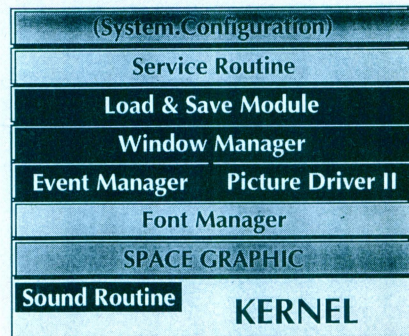 (System.Configuration)
Service Routine
Load & Save Module
Window Manager
Event Manager Picture Driver II
Font Manager
SPACE GRAPHIC
Sound Routine
KERNEL